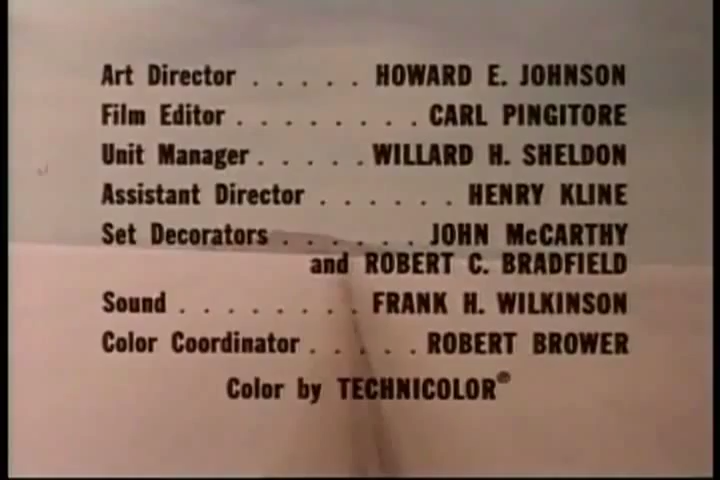 Art Director . . . . . HOWARD E. JOHNSON
Film Editor . . . . . . . . CARL PINGITORE
Unit Manager . . . . . WILLARD H. SHELDON
Assistant Director . . . . . . HENRY KLINE
Set Decorators . . . . . . JOHN McCARTHY
and ROBERT C. BRADFIELD
Sound . . . . . . . . FRANK H. WILKINSON
Color Coordinator . . . . . ROBERT BROWER
Color by TECHNICOLOR®